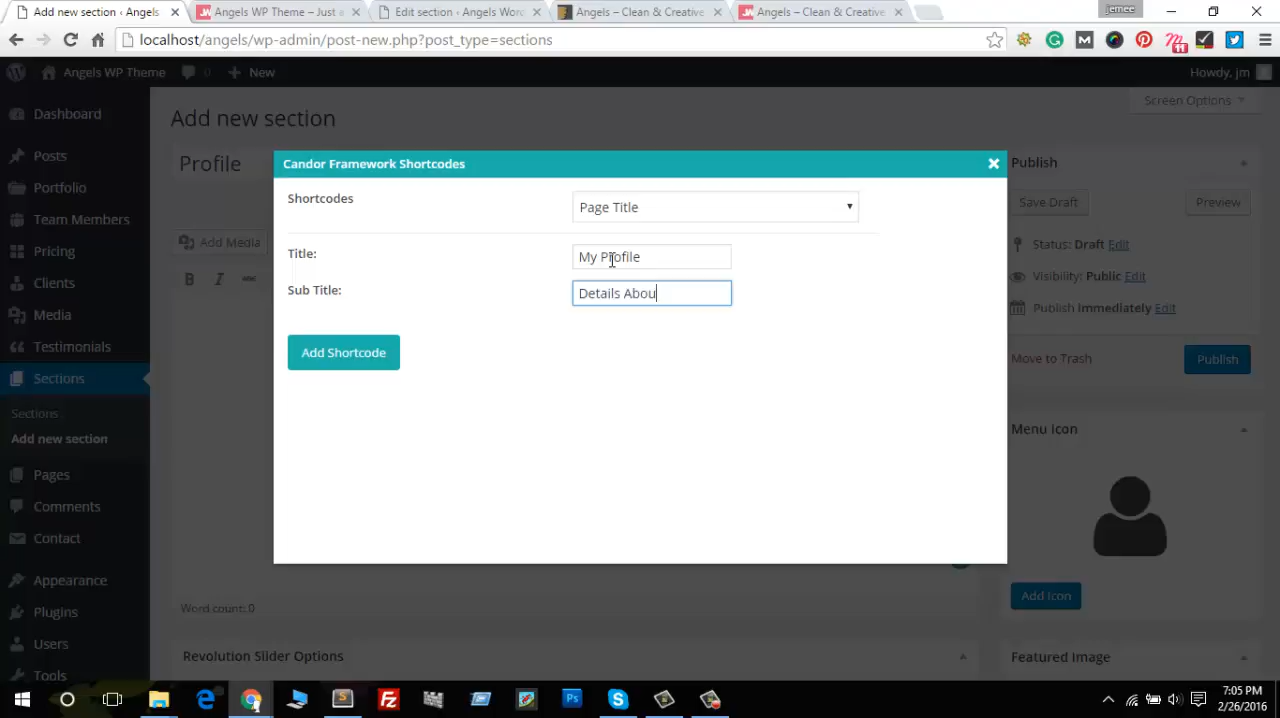 Add new section ‹ Angels
Angels WP Theme – Just a
Edit section ‹ Angels Wor
Angels – Clean & Creative
Angels – Clean & Creative
jemee
localhost/angels/wp-admin/post-new.php?post_type=sections
11
Angels WP Theme
0
New
Howdy, jm
Dashboard
Posts
Portfolio
Team Members
Pricing
Clients
Media
Testimonials
Sections
Sections
Add new section
Pages
Comments
Contact
Appearance
Plugins
Users
Tools
Screen Options
Add new section
Profile
Add Media
B I ABC
Candor Framework Shortcodes
Shortcodes
Page Title
Title:
My Profile
Sub Title:
Details Abou
Add Shortcode
Word count: 0
Revolution Slider Options
Publish
Save Draft
Preview
Status: Draft Edit
Visibility: Public Edit
Publish Immediately Edit
Move to Trash
Publish
Menu Icon
Add Icon
Featured Image
7:05 PM
2/26/2016